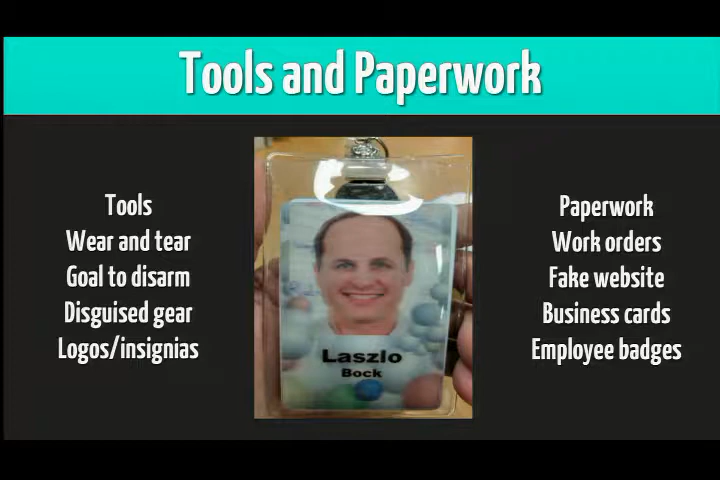 Tools and Paperwork
Tools
Wear and tear
Goal to disarm
Disguised gear
Logos/insignias
Laszlo
Bock
Paperwork
Work orders
Fake website
Business cards
Employee badges